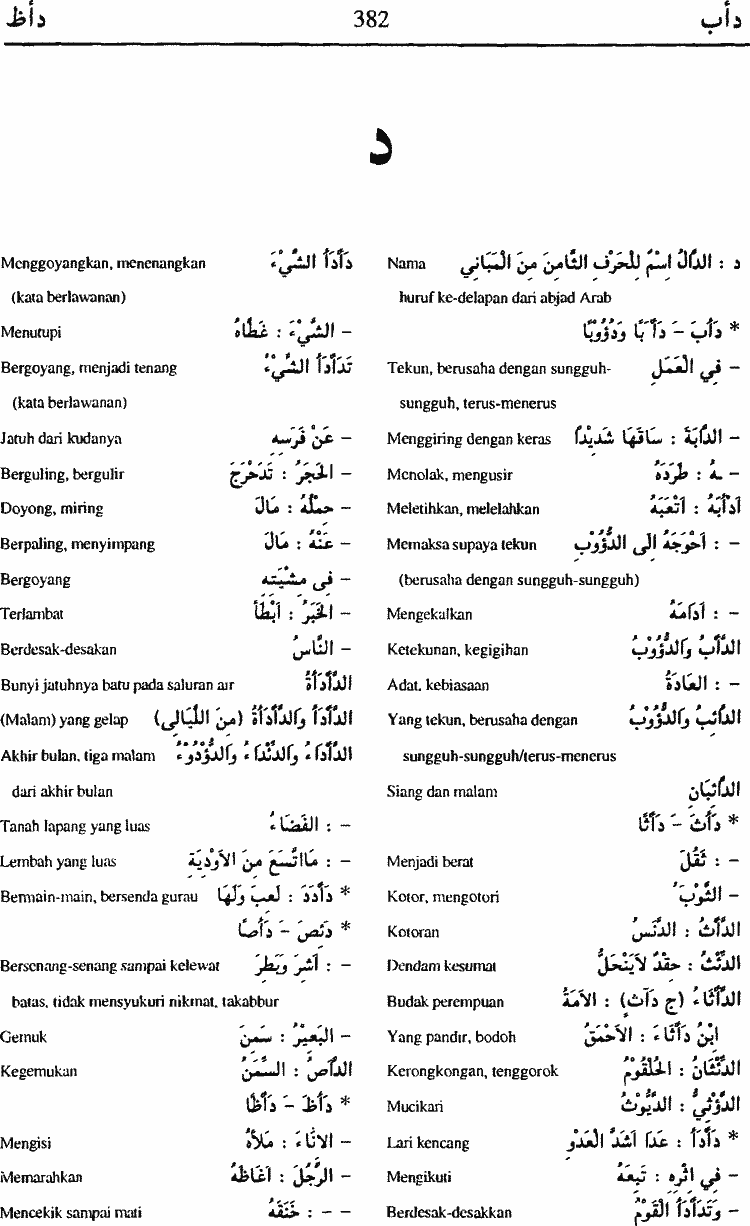 دأب 382 دأظ
د
د : الدَّالُ اِسْمٌ لِلْحَرْفِ الثَّامِنِ مِنَ الْمَبَانِي Nama
huruf ke-delapan dari abjad Arab
* دَأَبَ – دَأَبًا وَدُؤُوْبًا
– فِي الْعَمَلِ Tekun, berusaha dengan sungguh-
sungguh, terus-menerus
– الدَّابَةَ : سَاقَهَا شَدِيْدًا Menggiring dengan keras
– ـهُ : طَرَدَهُ Menolak, mengusir
اَدْأَبَهُ : اَتْعَبَهُ Meletihkan, melelahkan
– : اَحْوَجَهُ اِلَى الدُّؤُوْبِ Memaksa supaya tekun
(berusaha dengan sungguh-sungguh)
– : اَدَامَهُ Mengekalkan
الدَّأْبُ وَالدُّؤُوْبُ Ketekunan, kegigihan
– : العَادَةُ Adat, kebiasaan
الدَّائِبُ وَالدَّؤُوْبُ Yang tekun, berusaha dengan
sungguh-sungguh/terus-menerus
الدَّائِبَانِ Siang dan malam
* دَأَثَ – دَأْثًا
– : ثَقُلَ Menjadi berat
– الثَّوْبَ Kotor, mengotori
الدَّأْثُ : الدَّنَسُ Kotoran
الدِّئْثُ : حِقْدٌ لاَيَنْحَلُّ Dendam kesumat
الدَّأْثَاءُ (ج دَآث) : الاَمَةُ Budak perempuan
ابْنُ دَأْثَاءَ : الاَحْمَقُ Yang pandir, bodoh
الدِّئْثَانُ : الْحُلْقُوْمُ Kerongkongan, tenggorok
الدُّؤْثِيُّ : الدَّيُّوْثُ Mucikari
* دَأْدَأَ : عَدَا اَشَدَّ الْعَدْوِ Lari kencang
– فِي اِثْرِهِ : تَبِعَهُ Mengikuti
– وَتَدَأْدَأَ الْقَوْمُ Berdesak-desakkan
دَأْدَأَ الشَّيْءَ Menggoyangkan, menenangkan
(kata berlawanan)
– الشَّيْءَ : غَطَّاهُ Menutupi
تَدَأْدَأَ الشَّيْءُ Bergoyang, menjadi tenang
(kata berlawanan)
– عَنْ فَرَسِهِ Jatuh dari kudanya
– الحَجَرُ : تَدَحْرَجَ Berguling, bergulir
– حِمْلُهُ : مَالَ Doyong, miring
– عَنْهُ : مَالَ Berpaling, menyimpang
– فِى مِشْيَتِهِ Bergoyang
– الخَبَرُ : اَبْطَأَ Terlambat
– النَّاسُ Berdesak-desakan
الدَّأْدَأَةُ Bunyi jatuhnya batu pada saluran air
الدَّأْدَأُ وَالدَّأْدَاءَةُ (مِنَ اللَّيَالِى) (Malam) yang gelap
الدَّأْدَاءُ وَالدِّئْدَاءُ وَالدُّؤْدُوْءُ Akhir bulan, tiga malam
dari akhir bulan
– : الفَضَاءُ Tanah lapang yang luas
– : مَااتَّسَعَ مِنَ الاَوْدِيَةِ Lembah yang luas
* دَأْدَدَ : لَعِبَ وَلَهَا Bermain-main, bersenda gurau
* دَئِصَ – دَأَصًا
– : اَشِرَ وَبَطِرَ Bersenang-senang sampai kelewat
batas, tidak mensyukuri nikmat, takabbur
– البَعِيْرُ : سَمِنَ Gemuk
الدَّأَصُ : السِّمَنُ Kegemukan
* دَأَظَ – دَأْظًا
– الاِنَاءَ : مَلأَهُ Mengisi
– الرَّجُلَ : اَغَاظَهُ Memarahkan
– – : خَنَقَهُ Mencekik sampai mati